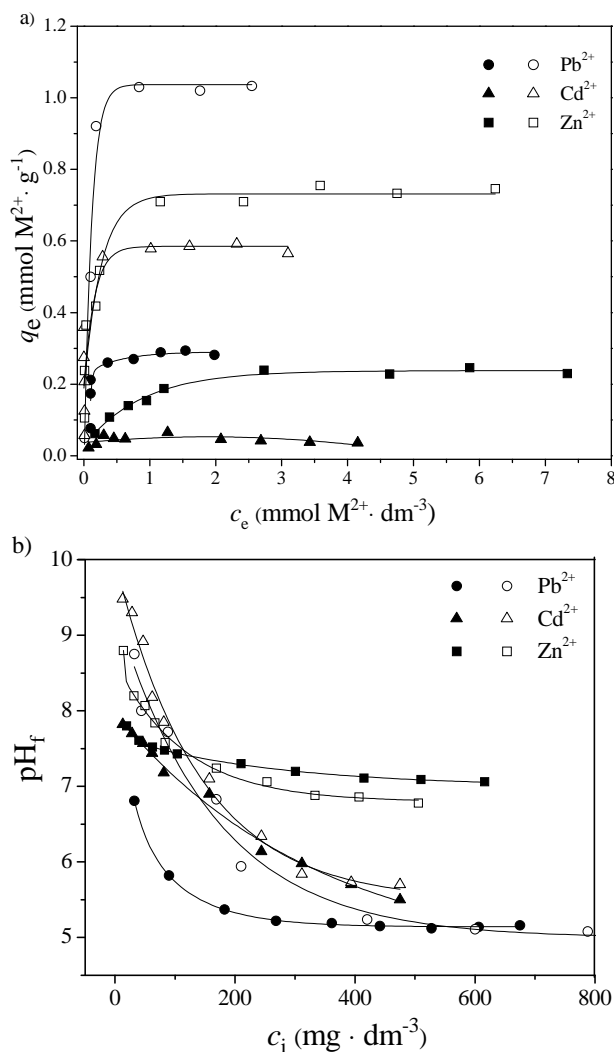 a)
1.2
1.0
0.8
0.6
0.4
0.2
0.0
qe (mmol M2+· g-1)
Pb2+
Cd2+
Zn2+
0 1 2 3 4 5 6 7 8
ce (mmol M2+· dm-3)
b)
10
9
8
7
6
5
pHf
Pb2+
Cd2+
Zn2+
0 200 400 600 800
ci (mg · dm-3)